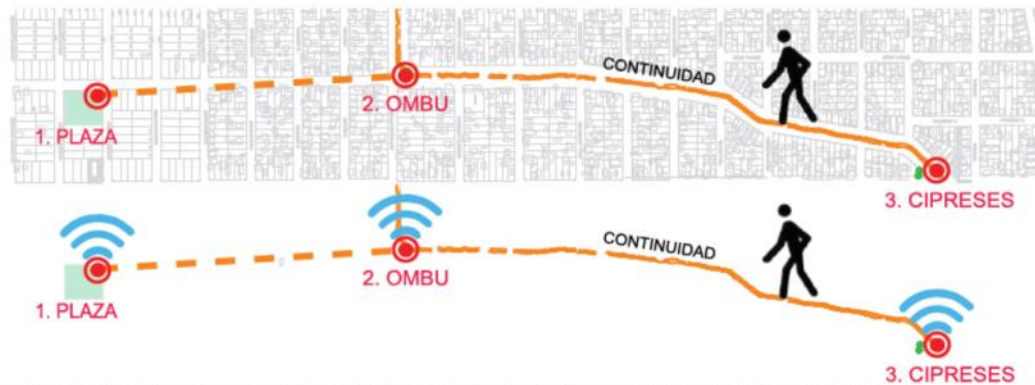 CONTINUIDAD
2. OMBU
1. PLAZA
3. CIPRESES
CONTINUIDAD
2. OMBU
1. PLAZA
3. CIPRESES